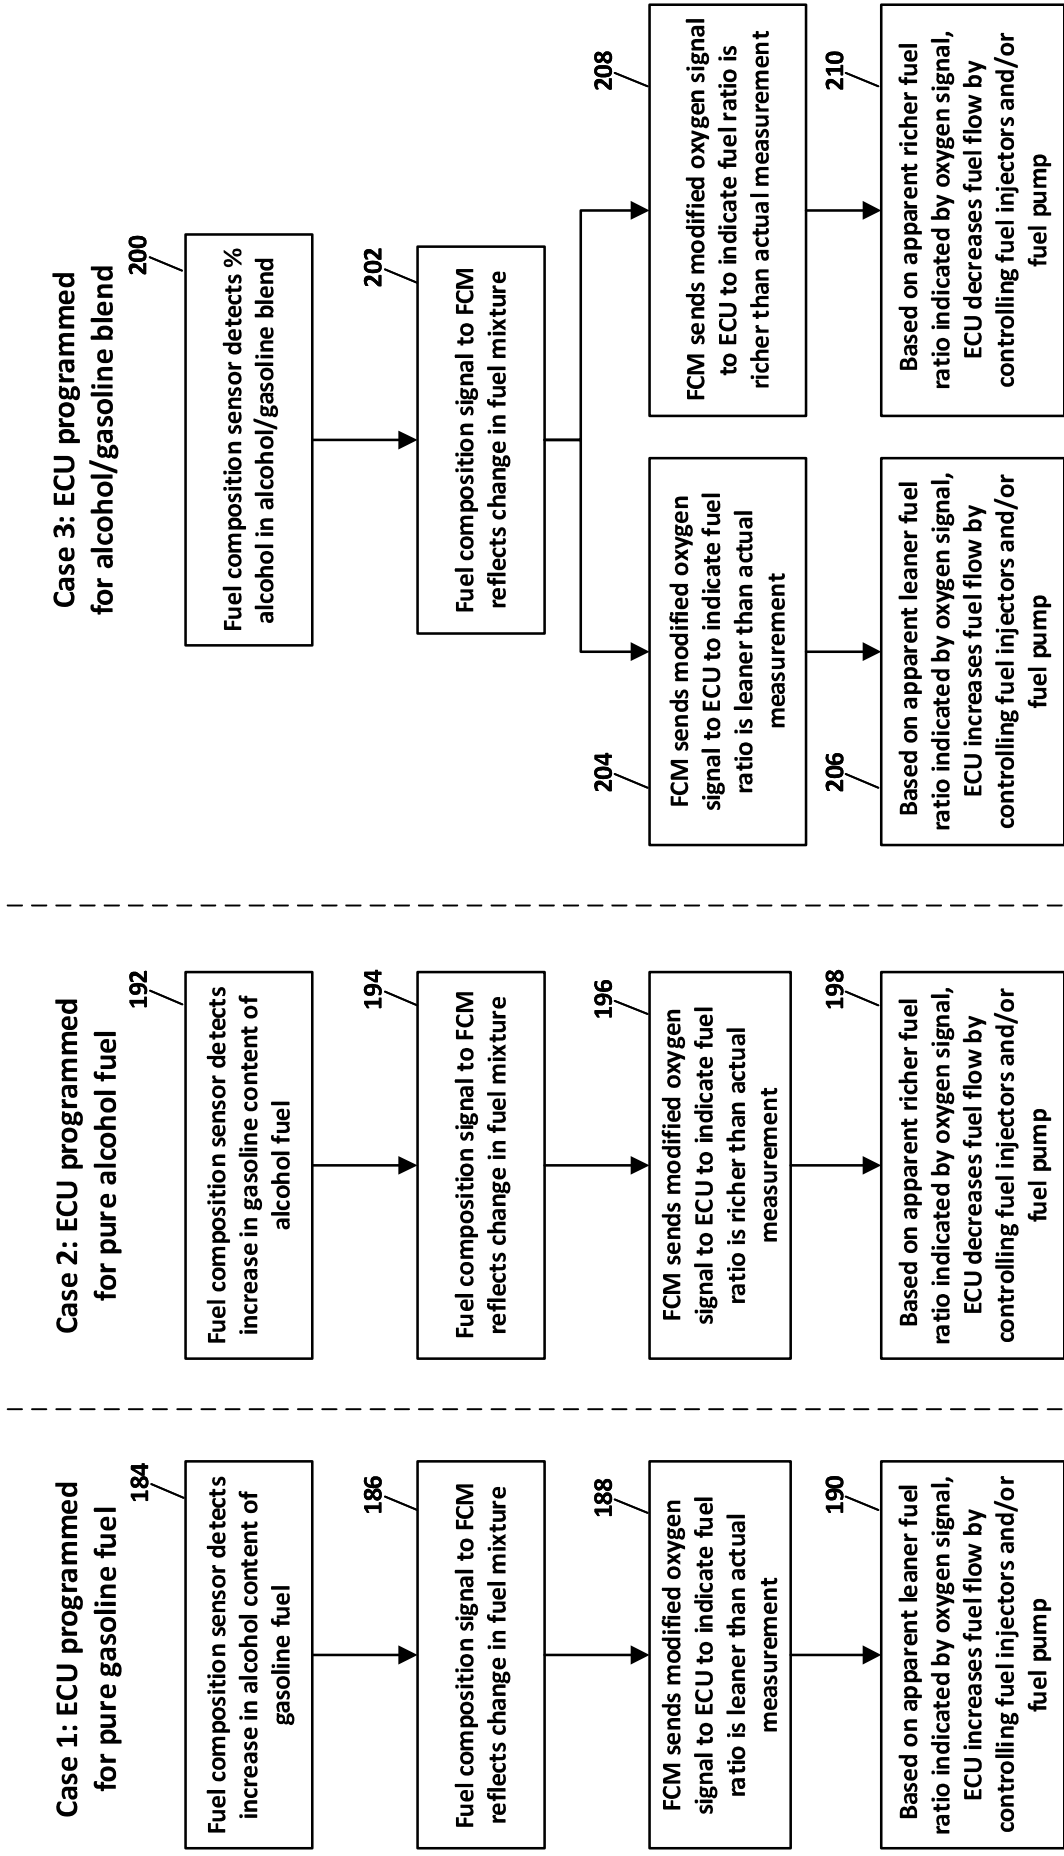 Case 1: ECU programmed
for pure gasoline fuel
184
Fuel composition sensor detects
increase in alcohol content of
gasoline fuel
186
Fuel composition signal to FCM
reflects change in fuel mixture
188
FCM sends modified oxygen
signal to ECU to indicate fuel
ratio is leaner than actual
measurement
190
Based on apparent leaner fuel
ratio indicated by oxygen signal,
ECU increases fuel flow by
controlling fuel injectors and/or
fuel pump
Case 2: ECU programmed
for pure alcohol fuel
192
Fuel composition sensor detects
increase in gasoline content of
alcohol fuel
194
Fuel composition signal to FCM
reflects change in fuel mixture
196
FCM sends modified oxygen
signal to ECU to indicate fuel
ratio is richer than actual
measurement
198
Based on apparent richer fuel
ratio indicated by oxygen signal,
ECU decreases fuel flow by
controlling fuel injectors and/or
fuel pump
Case 3: ECU programmed
for alcohol/gasoline blend
200
Fuel composition sensor detects %
alcohol in alcohol/gasoline blend
202
Fuel composition signal to FCM
reflects change in fuel mixture
204
FCM sends modified oxygen
signal to ECU to indicate fuel
ratio is leaner than actual
measurement
206
Based on apparent leaner fuel
ratio indicated by oxygen signal,
ECU increases fuel flow by
controlling fuel injectors and/or
fuel pump
208
FCM sends modified oxygen signal
to ECU to indicate fuel ratio is
richer than actual measurement
210
Based on apparent richer fuel
ratio indicated by oxygen signal,
ECU decreases fuel flow by
controlling fuel injectors and/or
fuel pump